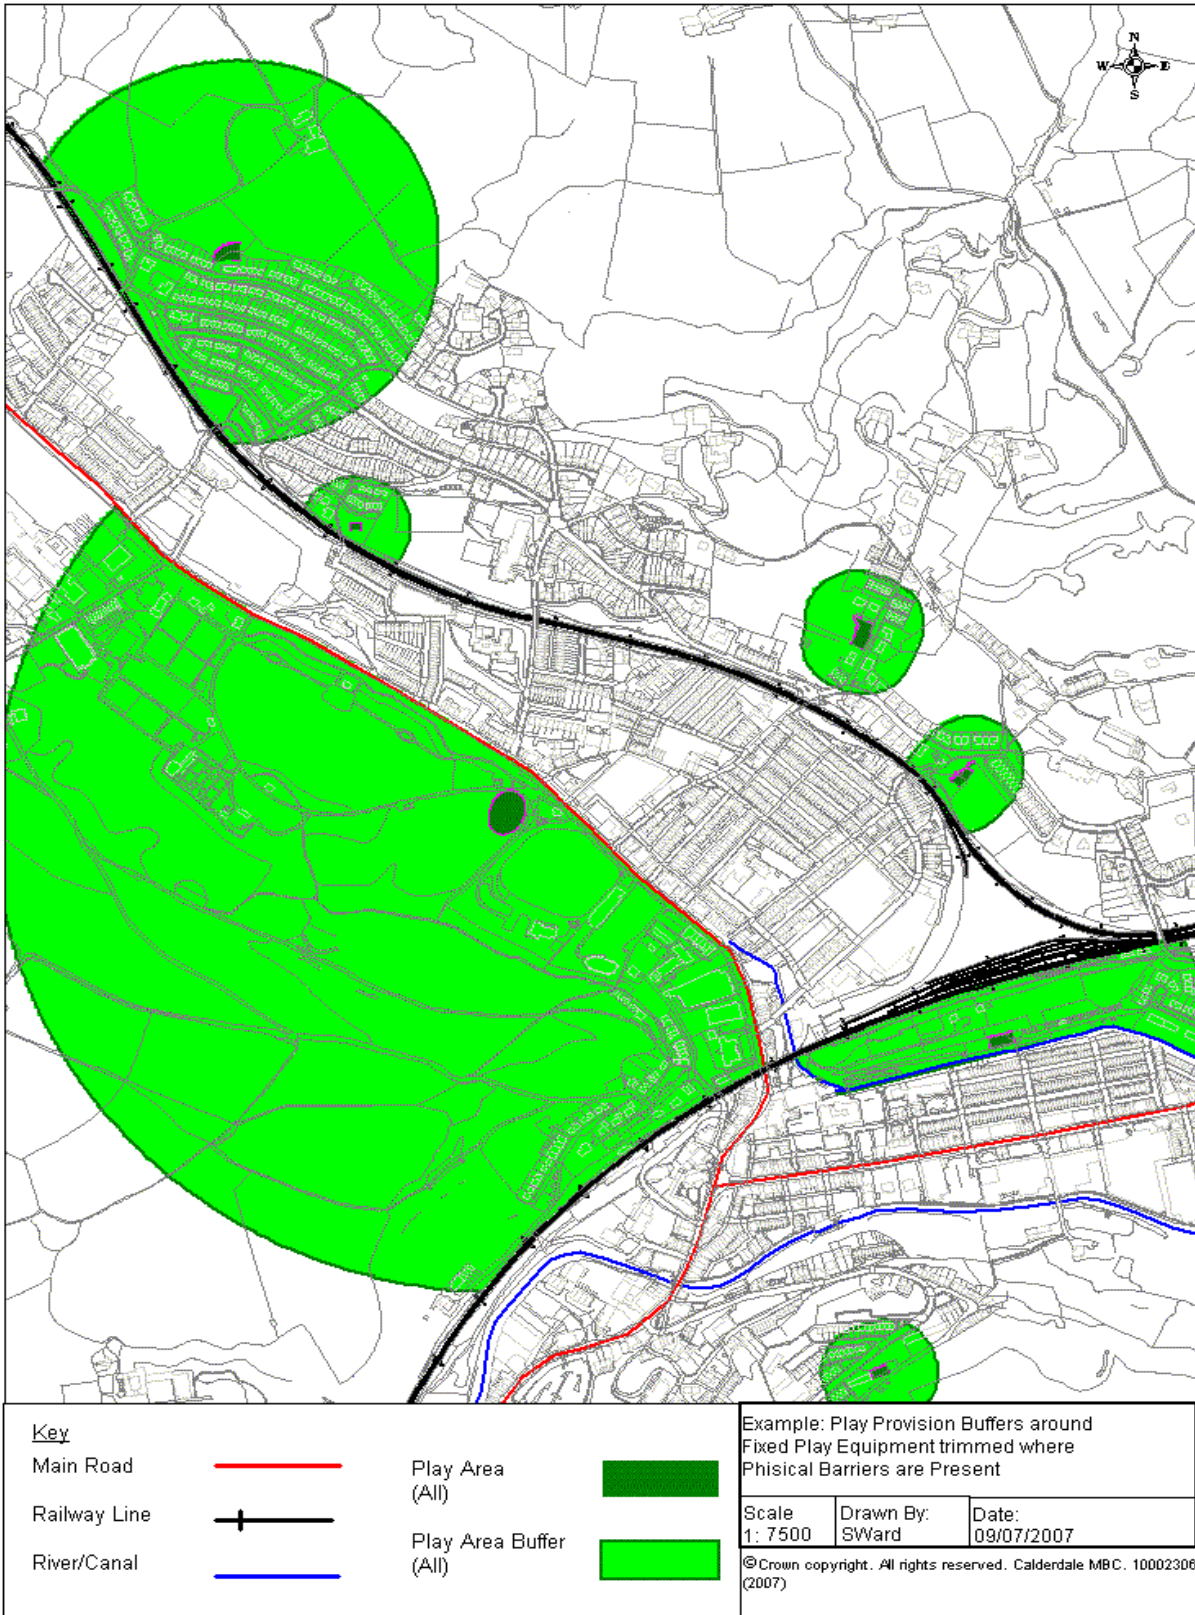 N
W E
S
Key
Main Road
Railway Line
River/Canal
Play Area
(All)
Play Area Buffer
(All)
Example: Play Provision Buffers around
Fixed Play Equipment trimmed where
Phisical Barriers are Present
Scale
1: 7500
Drawn By:
SWard
Date:
09/07/2007
©Crown copyright. All rights reserved. Calderdale MBC. 10002306
(2007)